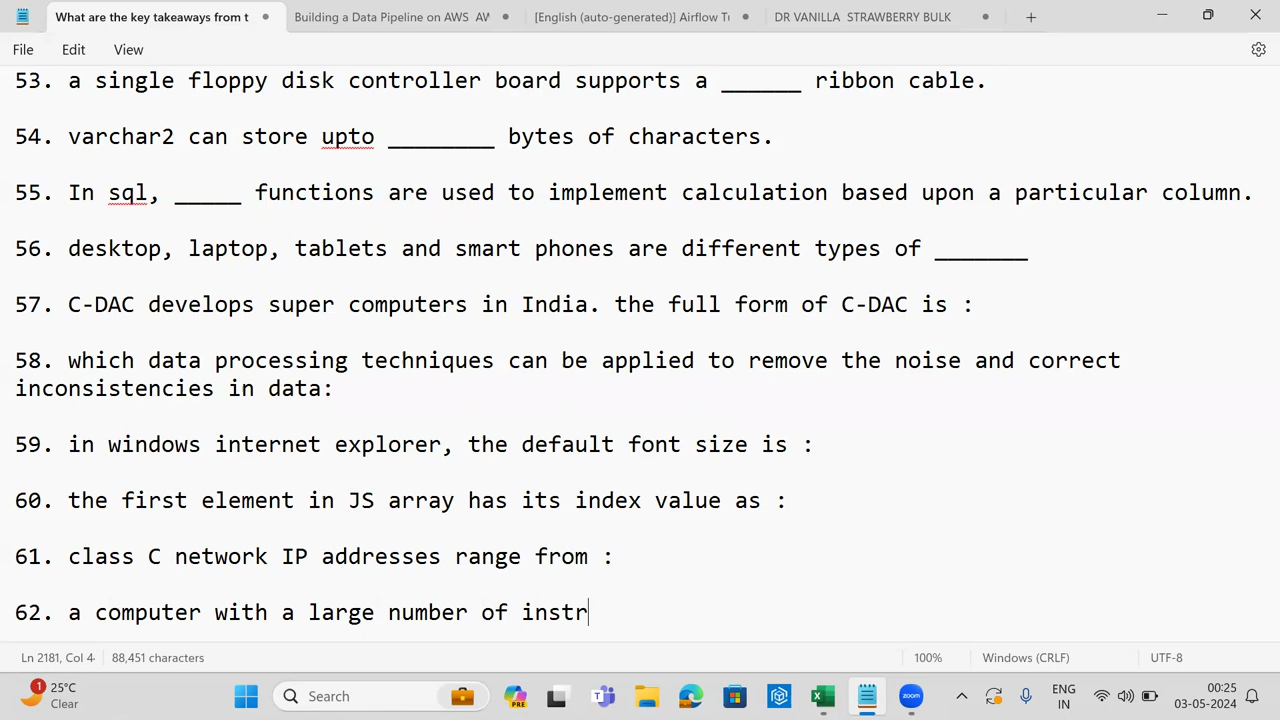 What are the key takeaways from t
Building a Data Pipeline on AWS AW
[English (auto-generated)] Airflow Tu
DR VANILLA STRAWBERRY BULK
File Edit View
53. a single floppy disk controller board supports a ______ ribbon cable.
54. varchar2 can store upto ________ bytes of characters.
55. In sql, _____ functions are used to implement calculation based upon a particular column.
56. desktop, laptop, tablets and smart phones are different types of _______
57. C-DAC develops super computers in India. the full form of C-DAC is :
58. which data processing techniques can be applied to remove the noise and correct
inconsistencies in data:
59. in windows internet explorer, the default font size is :
60. the first element in JS array has its index value as :
61. class C network IP addresses range from :
62. a computer with a large number of instr
Ln 2181, Col 4 88,451 characters 100% Windows (CRLF) UTF-8
1
25°C
Clear
Search
PRE
zoom
ENG
IN
00:25
03-05-2024